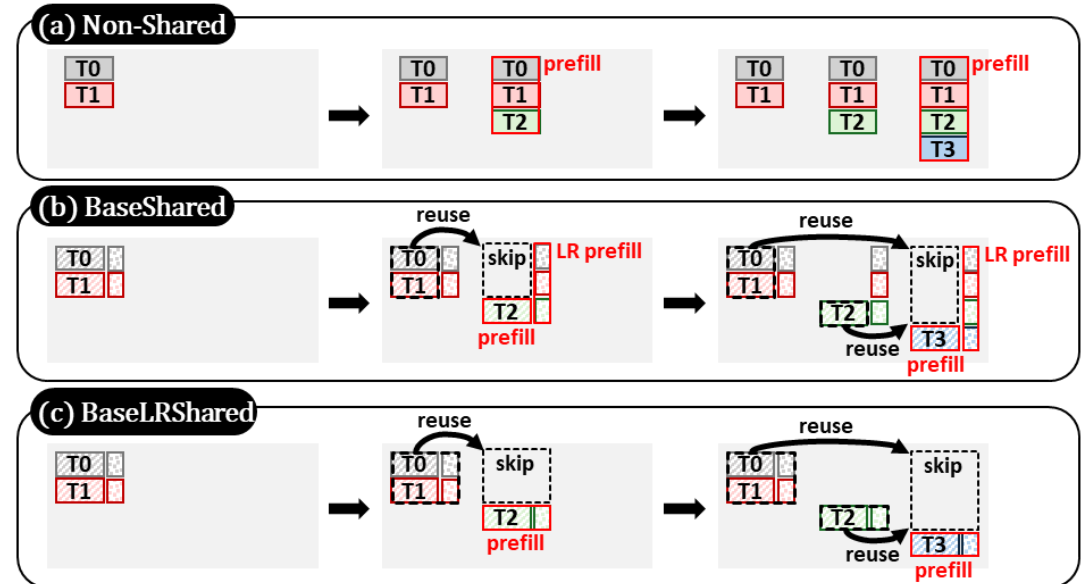 (a) Non-Shared
T0
T1
T0
T1
T0
prefill
T1
T2
T0
T1
T0
T1
T2
T0
prefill
T1
T2
T3
(b) BaseShared
T0
T1
reuse
T0
T1
skip
LR prefill
T2
prefill
reuse
T0
T1
T2
reuse
skip
LR prefill
T3
prefill
(c) BaseLRShared
T0
T1
reuse
T0
T1
skip
T2
prefill
reuse
T0
T1
T2
reuse
skip
T3
prefill